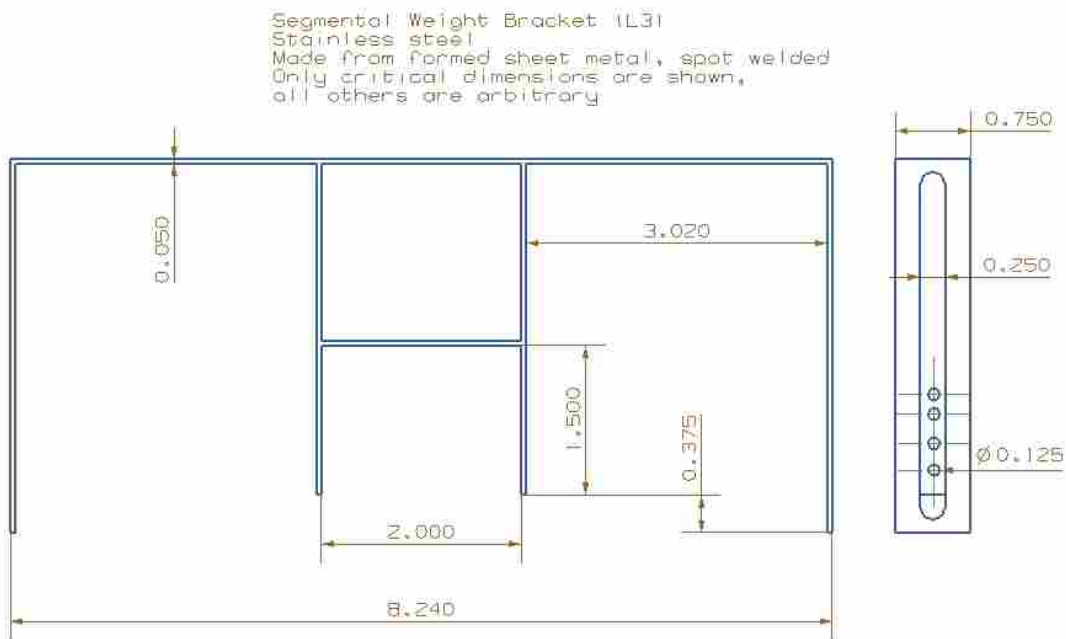 Segmental Weight Bracket (L3)
Stainless steel
Made from formed sheet metal, spot welded
Only critical dimensions are shown,
all others are arbitrary
0.750
0.050
3.020
0.250
1.500
0.375
Ø0.125
2.000
8.240